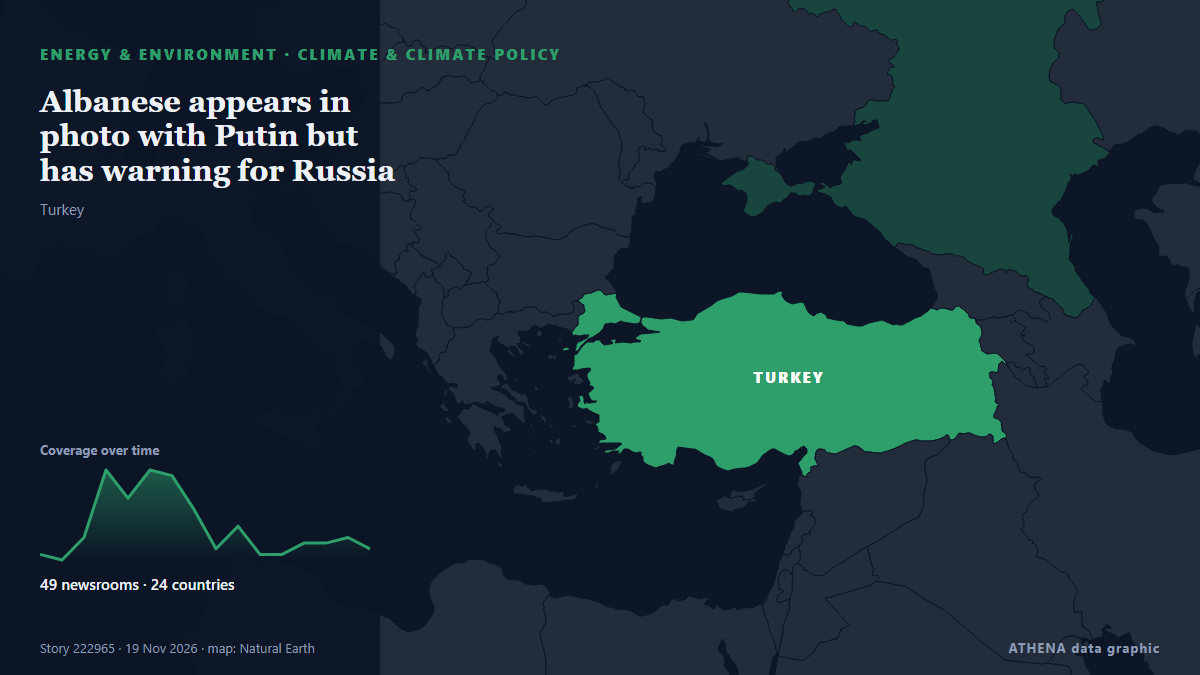 ENERGY & ENVIRONMENT · CLIMATE & CLIMATE POLICY
Albanese appears in
photo with Putin but
has warning for Russia
Turkey
TURKEY
Coverage over time
49 newsrooms · 24 countries
Story 222965 · 19 Nov 2026 · map: Natural Earth
ATHENA data graphic